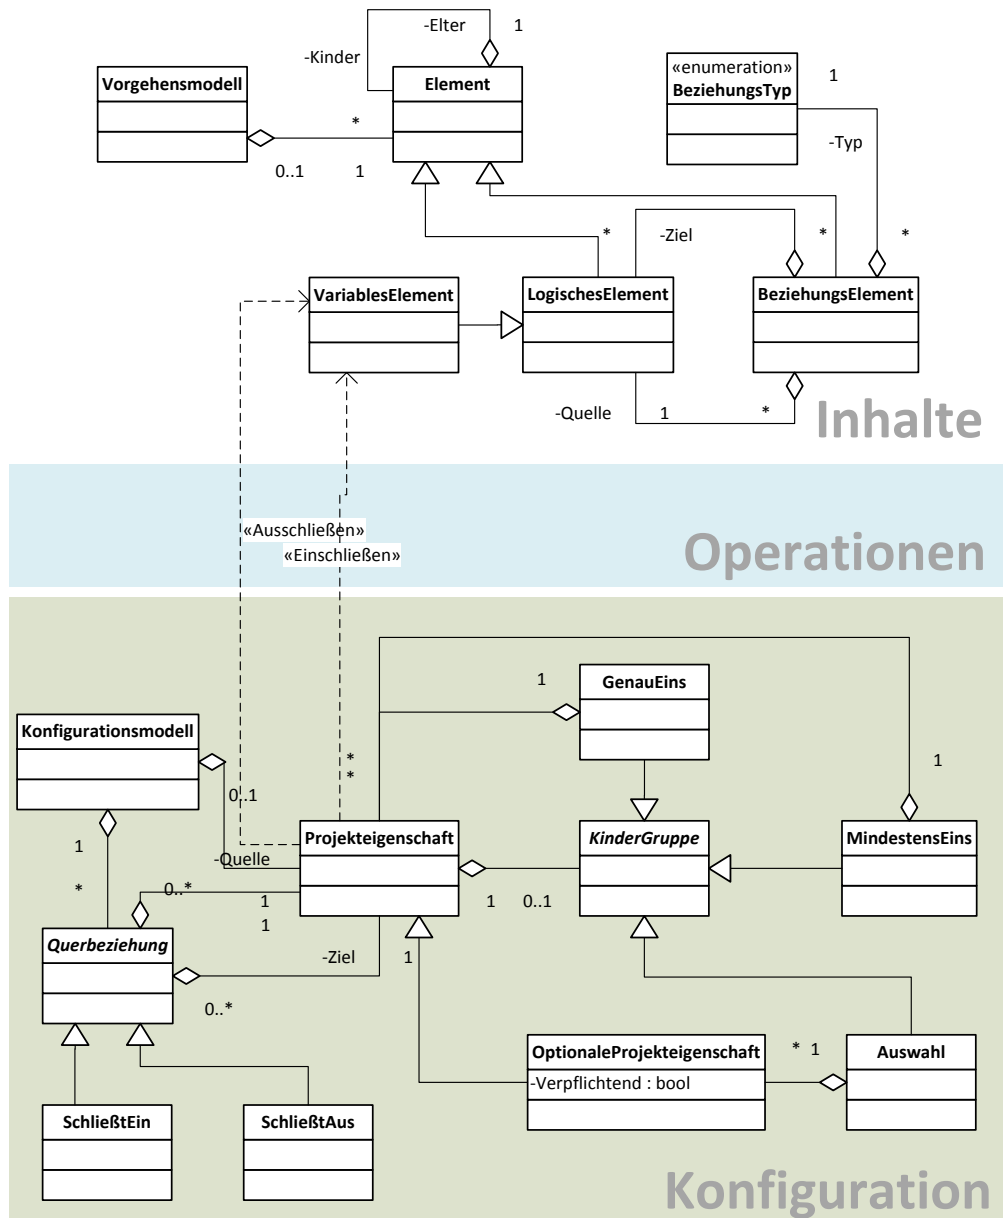 -Elter
1
-Kinder
Vorgehensmodell
Element
«enumeration»
BeziehungsTyp
1
*
-Typ
0..1
1
*
-Ziel
*
*
VariablesElement
LogischesElement
BeziehungsElement
-Quelle
1
*
Inhalte
«Ausschließen»
«Einschließen»
Operationen
1
GenauEins
Konfigurationsmodell
*
*
1
0..1
Projekteigenschaft
KinderGruppe
MindestensEins
1
-Quelle
*
0..*
1
1
0..1
1
Querbeziehung
-Ziel
1
0..*
OptionaleProjekteigenschaft
-Verpflichtend : bool
*
1
Auswahl
SchließtEin
SchließtAus
Konfiguration